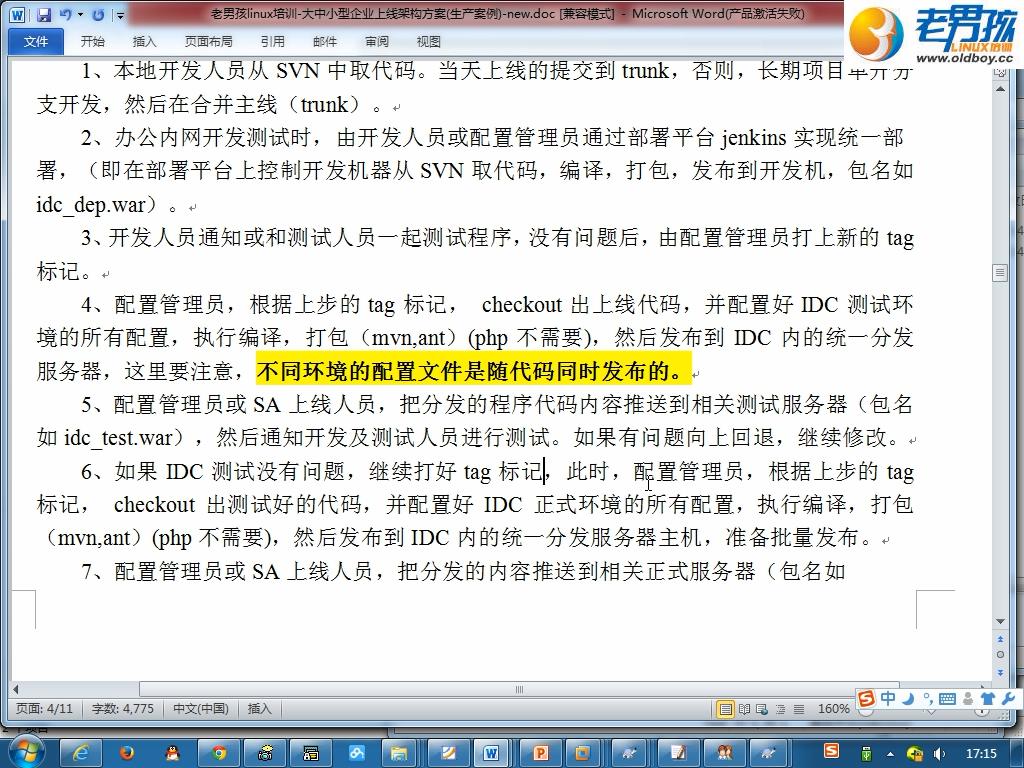 老男孩linux培训-大中小型企业上线架构方案(生产案例)-new.doc [兼容模式] - Microsoft Word(产品激活失败)
老男孩
LINUX培训
www.oldboy.cc
文件 开始 插入 页面布局 引用 邮件 审阅 视图
1、本地开发人员从 SVN 中取代码。当天上线的提交到 trunk，否则，长期项目单开分
支开发，然后在合并主线（trunk）。
2、办公内网开发测试时，由开发人员或配置管理员通过部署平台 jenkins 实现统一部
署，（即在部署平台上控制开发机器从 SVN 取代码，编译，打包，发布到开发机，包名如
idc_dep.war）。
3、开发人员通知或和测试人员一起测试程序，没有问题后，由配置管理员打上新的 tag
标记。
4、配置管理员，根据上步的 tag 标记， checkout 出上线代码，并配置好 IDC 测试环
境的所有配置，执行编译，打包（mvn,ant）(php 不需要)，然后发布到 IDC 内的统一分发
服务器，这里要注意，不同环境的配置文件是随代码同时发布的。
5、配置管理员或 SA 上线人员，把分发的程序代码内容推送到相关测试服务器（包名
如 idc_test.war），然后通知开发及测试人员进行测试。如果有问题向上回退，继续修改。
6、如果 IDC 测试没有问题，继续打好 tag 标记，此时，配置管理员，根据上步的 tag
标记， checkout 出测试好的代码，并配置好 IDC 正式环境的所有配置，执行编译，打包
（mvn,ant）(php 不需要)，然后发布到 IDC 内的统一分发服务器主机，准备批量发布。
7、配置管理员或 SA 上线人员，把分发的内容推送到相关正式服务器（包名如
页面: 4/11 字数: 4,775 中文(中国) 插入 160%
中
17:15